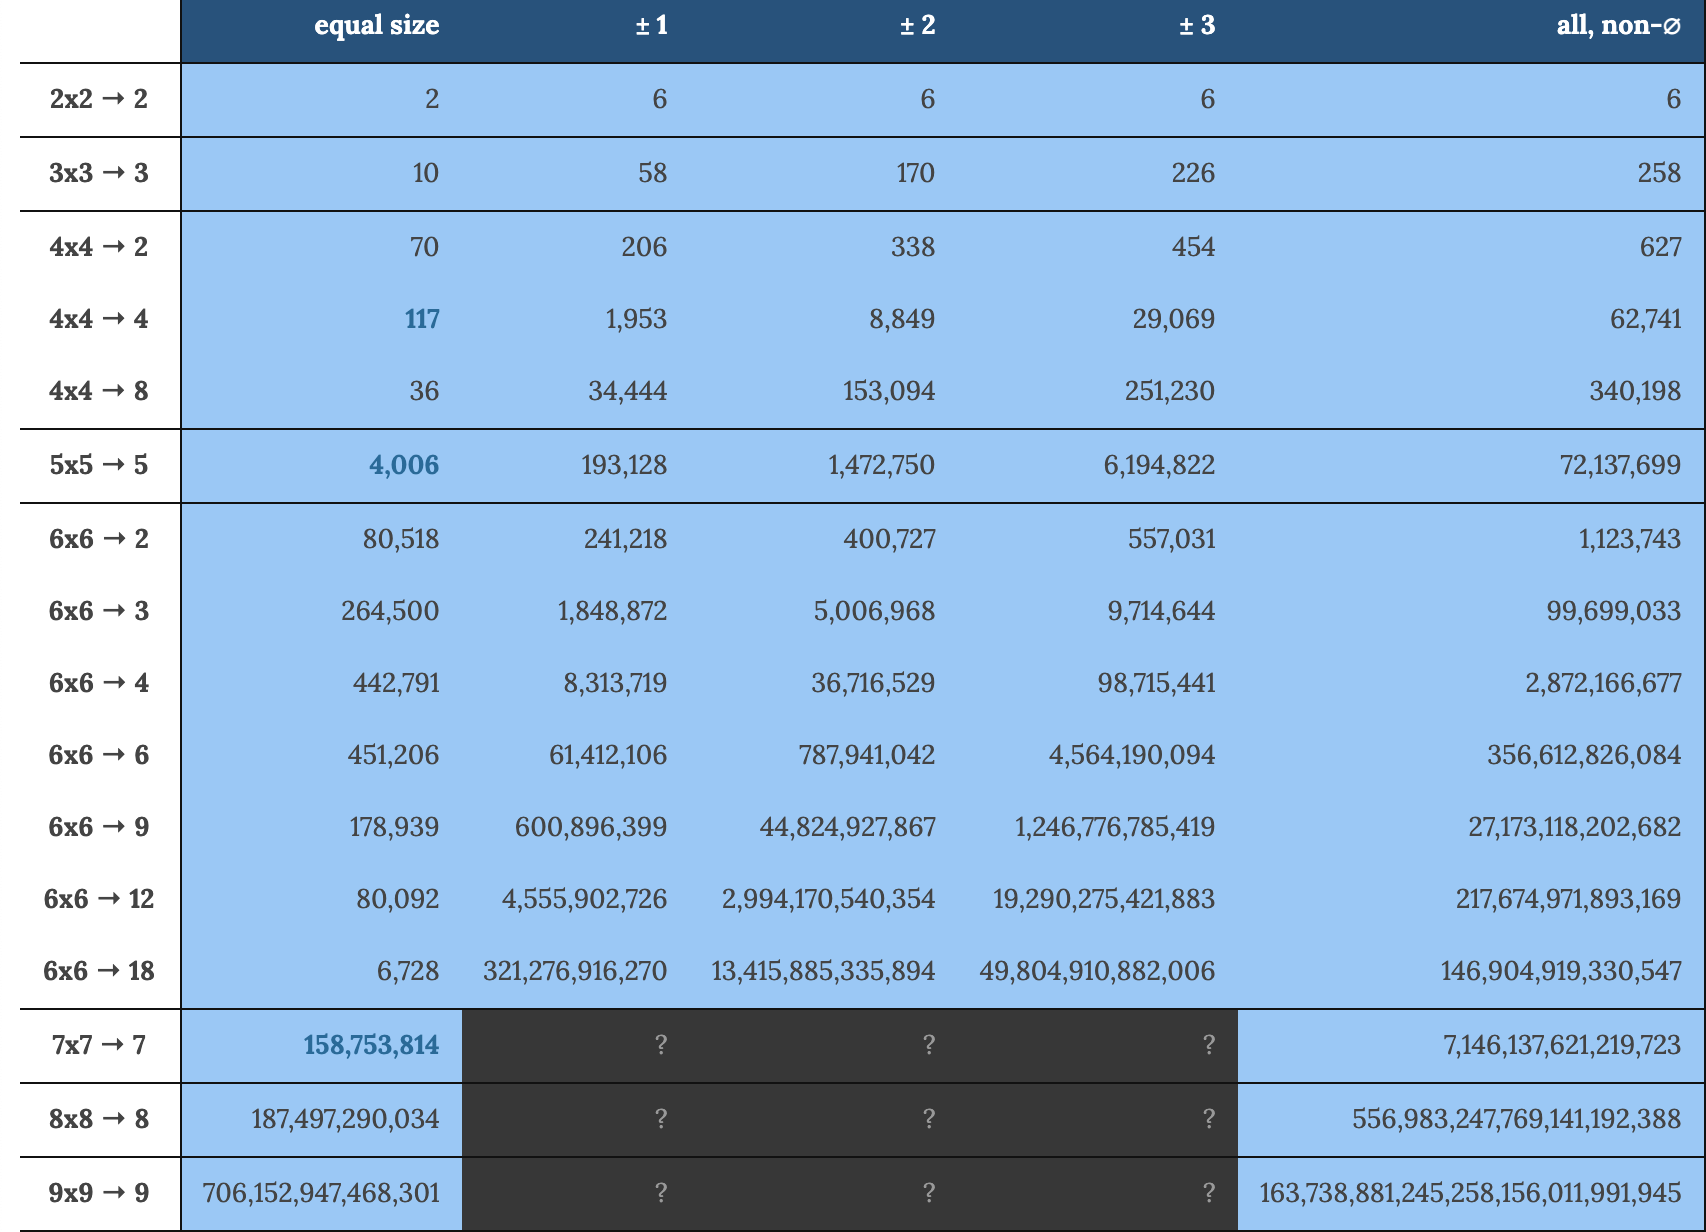 equal size ± 1 ± 2 ± 3 all, non-∅
2x2 → 2 2 6 6 6 6
3x3 → 3 10 58 170 226 258
4x4 → 2 70 206 338 454 627
4x4 → 4 117 1,953 8,849 29,069 62,741
4x4 → 8 36 34,444 153,094 251,230 340,198
5x5 → 5 4,006 193,128 1,472,750 6,194,822 72,137,699
6x6 → 2 80,518 241,218 400,727 557,031 1,123,743
6x6 → 3 264,500 1,848,872 5,006,968 9,714,644 99,699,033
6x6 → 4 442,791 8,313,719 36,716,529 98,715,441 2,872,166,677
6x6 → 6 451,206 61,412,106 787,941,042 4,564,190,094 356,612,826,084
6x6 → 9 178,939 600,896,399 44,824,927,867 1,246,776,785,419 27,173,118,202,682
6x6 → 12 80,092 4,555,902,726 2,994,170,540,354 19,290,275,421,883 217,674,971,893,169
6x6 → 18 6,728 321,276,916,270 13,415,885,335,894 49,804,910,882,006 146,904,919,330,547
7x7 → 7 158,753,814 ? ? ? 7,146,137,621,219,723
8x8 → 8 187,497,290,034 ? ? ? 556,983,247,769,141,192,388
9x9 → 9 706,152,947,468,301 ? ? ? 163,738,881,245,258,156,011,991,945